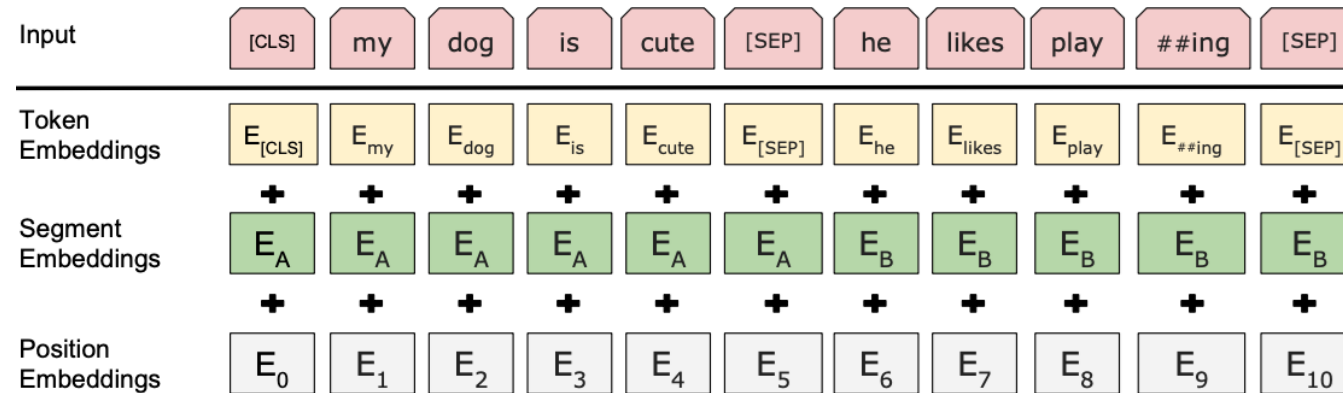 Input [CLS] my dog is cute [SEP] he likes play ##ing [SEP]
Token
Embeddings
E[CLS] Emy Edog Eis Ecute E[SEP] Ehe Elikes Eplay E##ing E[SEP]
+ + + + + + + + + + +
Segment
Embeddings
EA EA EA EA EA EA EB EB EB EB EB
+ + + + + + + + + + +
Position
Embeddings
E0 E1 E2 E3 E4 E5 E6 E7 E8 E9 E10